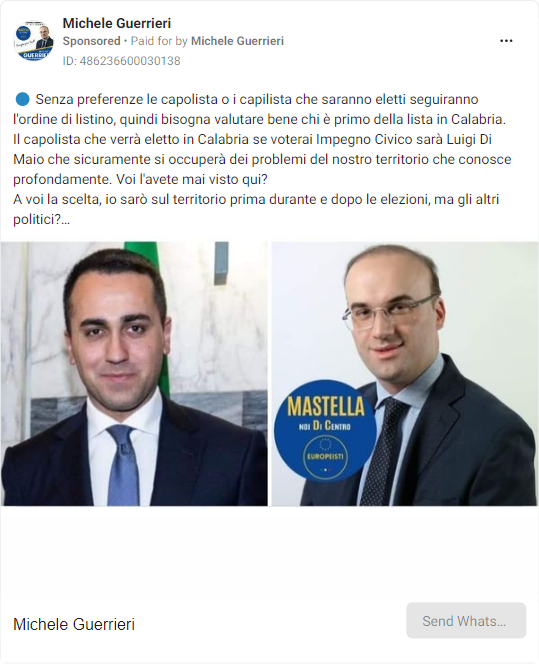 Michele Guerrieri
Sponsored • Paid for by Michele Guerrieri
ID: 486236600030138
Senza preferenze le capolista o i capilista che saranno eletti seguiranno
l'ordine di listino, quindi bisogna valutare bene chi è primo della lista in Calabria.
Il capolista che verrà eletto in Calabria se voterai Impegno Civico sarà Luigi Di
Maio che sicuramente si occuperà dei problemi del nostro territorio che conosce
profondamente. Voi l'avete mai visto qui?
A voi la scelta, io sarò sul territorio prima durante e dopo le elezioni, ma gli altri
politici?...
MASTELLA
NOI DI CENTRO
EUROPEISTI
Michele Guerrieri
Send Whats...